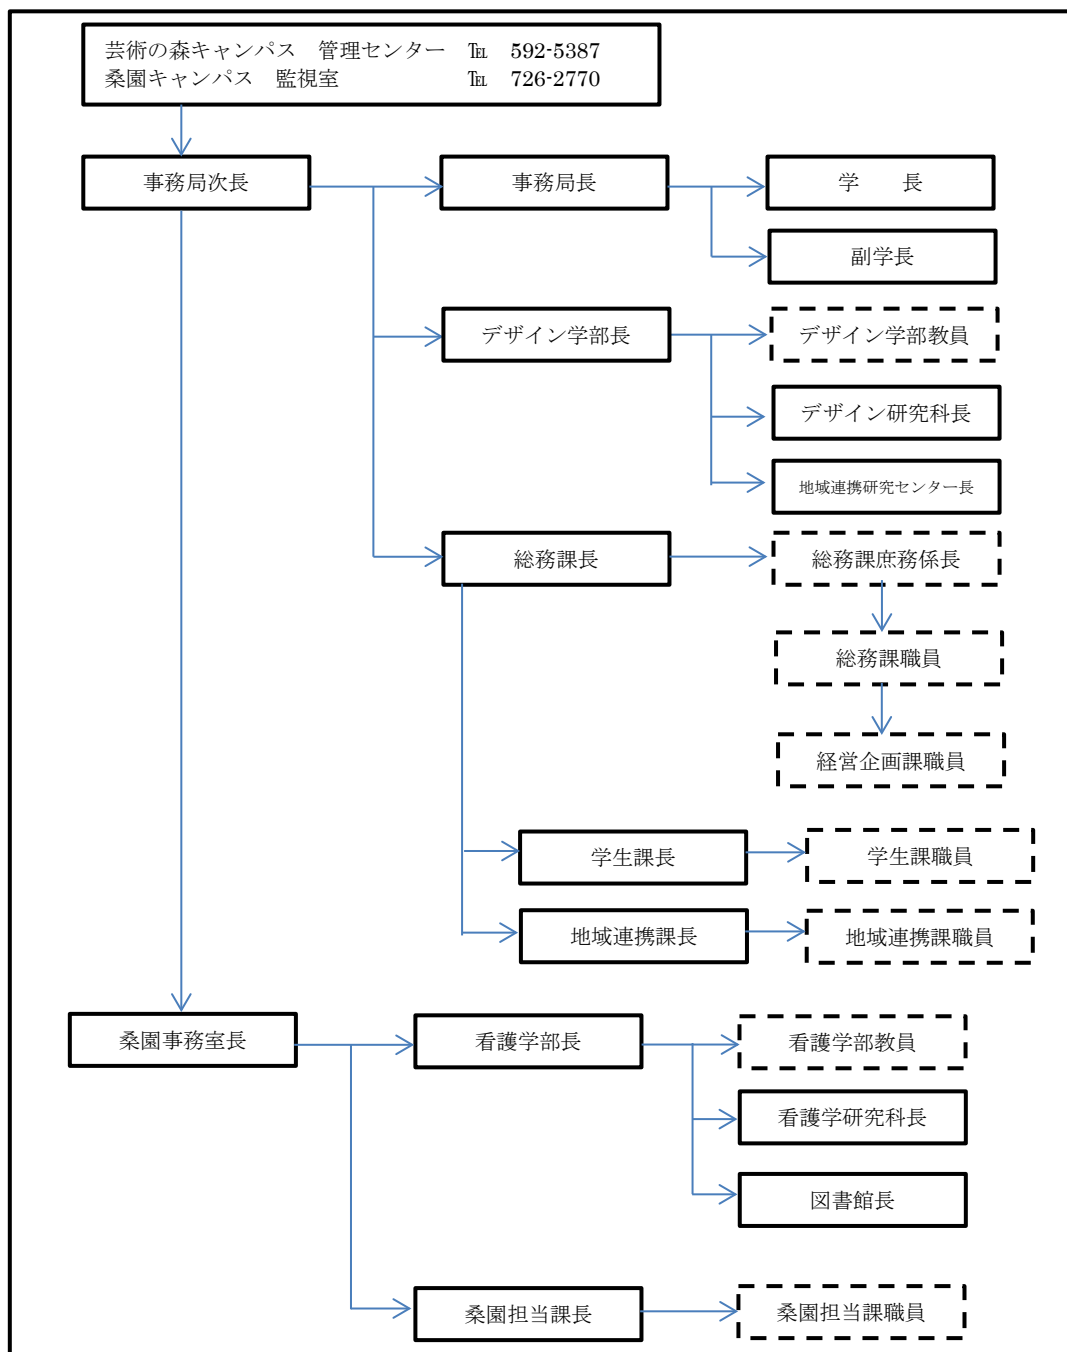 芸術の森キャンパス　管理センター　℡　592-5387
桑園キャンパス　監視室　℡　726-2770
事務局次長
事務局長
学　　長
副学長
デザイン学部長
デザイン学部教員
デザイン研究科長
地域連携研究センター長
総務課長
総務課庶務係長
総務課職員
経営企画課職員
学生課長
学生課職員
地域連携課長
地域連携課職員
桑園事務室長
看護学部長
看護学部教員
看護学研究科長
図書館長
桑園担当課長
桑園担当課職員